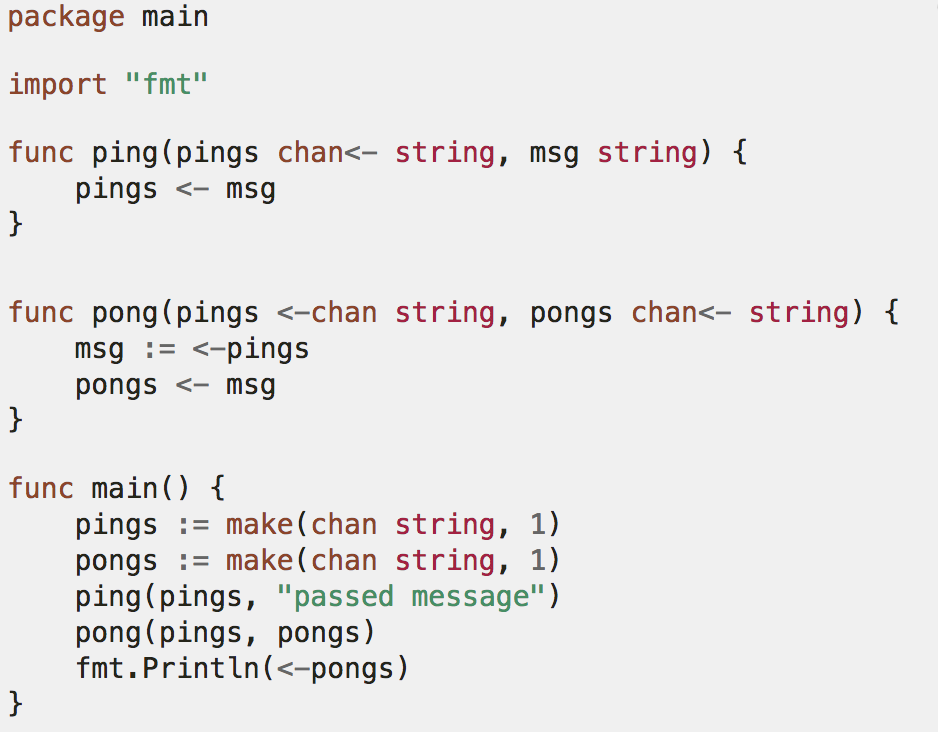 package main
import "fmt"
func ping(pings chan<- string, msg string) {
    pings <- msg
}
func pong(pings <-chan string, pongs chan<- string) {
    msg := <-pings
    pongs <- msg
}
func main() {
    pings := make(chan string, 1)
    pongs := make(chan string, 1)
    ping(pings, "passed message")
    pong(pings, pongs)
    fmt.Println(<-pongs)
}